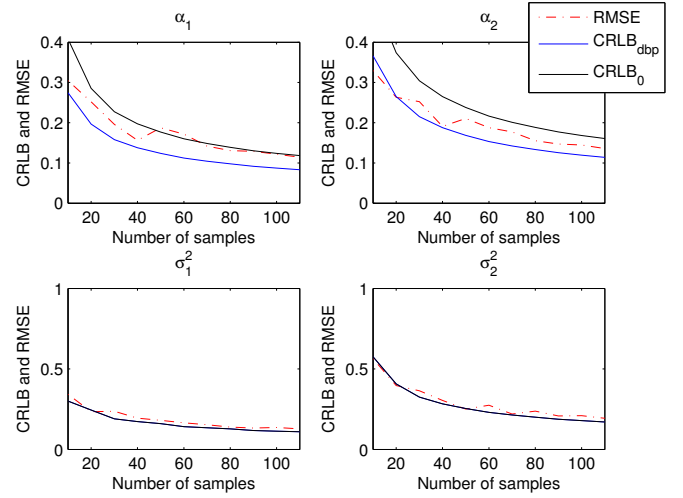 α₁
α₂
RMSE
CRLB_dbp
CRLB₀
CRLB and RMSE
0.4
0.3
0.2
0.1
0
20 40 60 80 100
Number of samples
CRLB and RMSE
0.4
0.3
0.2
0.1
0
20 40 60 80 100
Number of samples
σ₁²
CRLB and RMSE
1
0.5
0
20 40 60 80 100
Number of samples
σ₂²
CRLB and RMSE
1
0.5
0
20 40 60 80 100
Number of samples